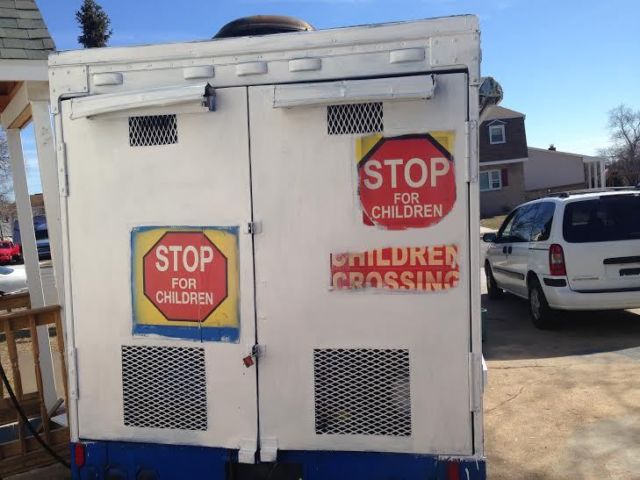 STOP
FOR
CHILDREN
STOP
FOR
CHILDREN
CHILDREN
CROSSING